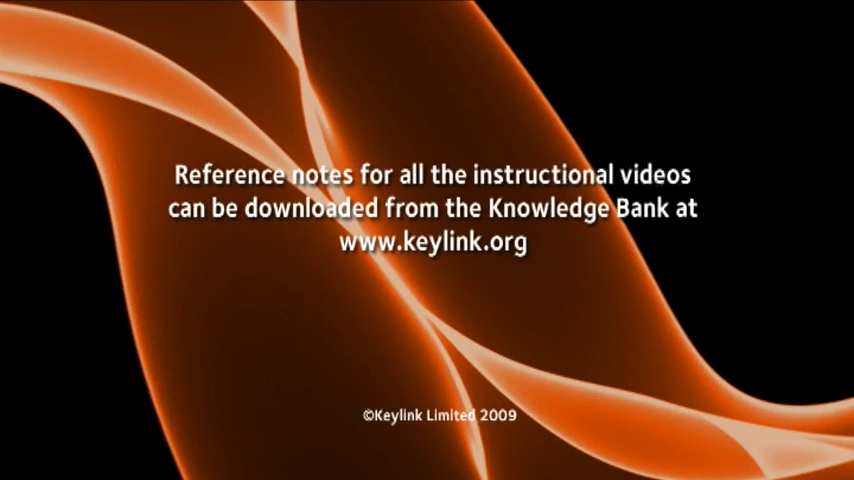 Reference notes for all the instructional videos
can be downloaded from the Knowledge Bank at
www.keylink.org
©Keylink Limited 2009